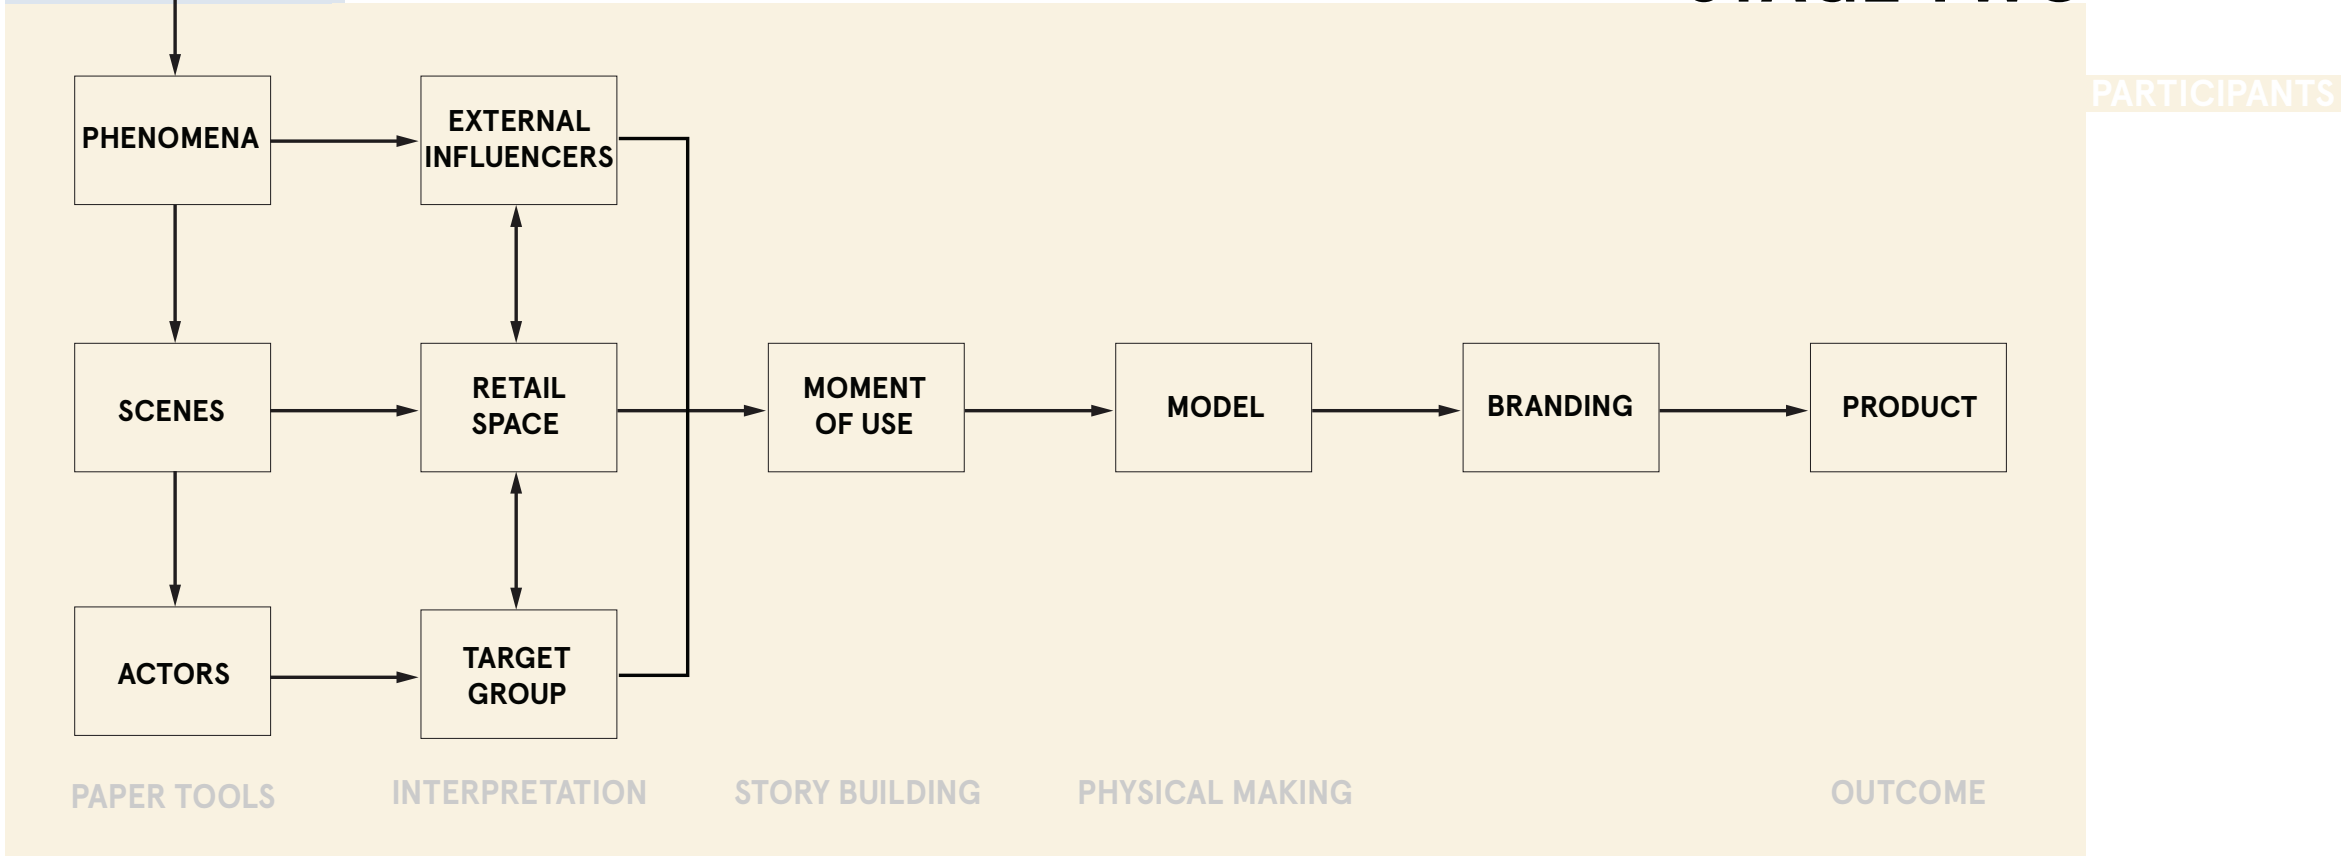 PARTICIPANTS
PHENOMENA
EXTERNAL
INFLUENCERS
SCENES
RETAIL
SPACE
MOMENT
OF USE
MODEL
BRANDING
PRODUCT
ACTORS
TARGET
GROUP
PAPER TOOLS
INTERPRETATION
STORY BUILDING
PHYSICAL MAKING
OUTCOME